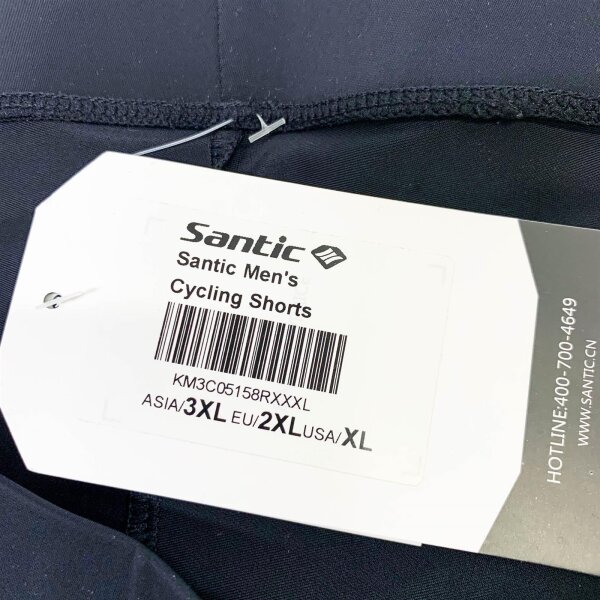 Santic
Santic Men's
Cycling Shorts
KM3C05158RXXXL
ASIA/3XL EU/2XL USA/XL
HOTLINE:400-700-4649
WWW.SANTIC.CN